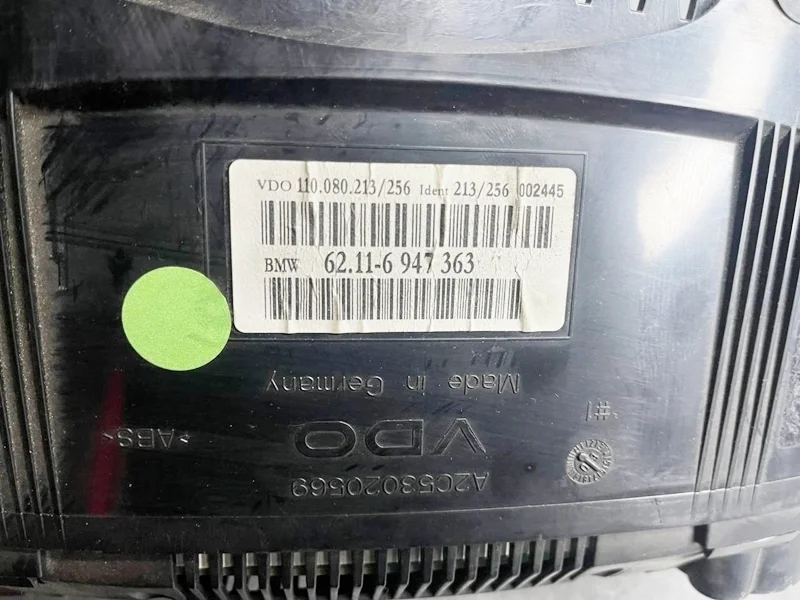 VDO 110.080.213/256 Ident 213/256 002445
BMW 62.11-6 947 363
Made in Germany
#1
VDO
>ABS<
A2C53020569